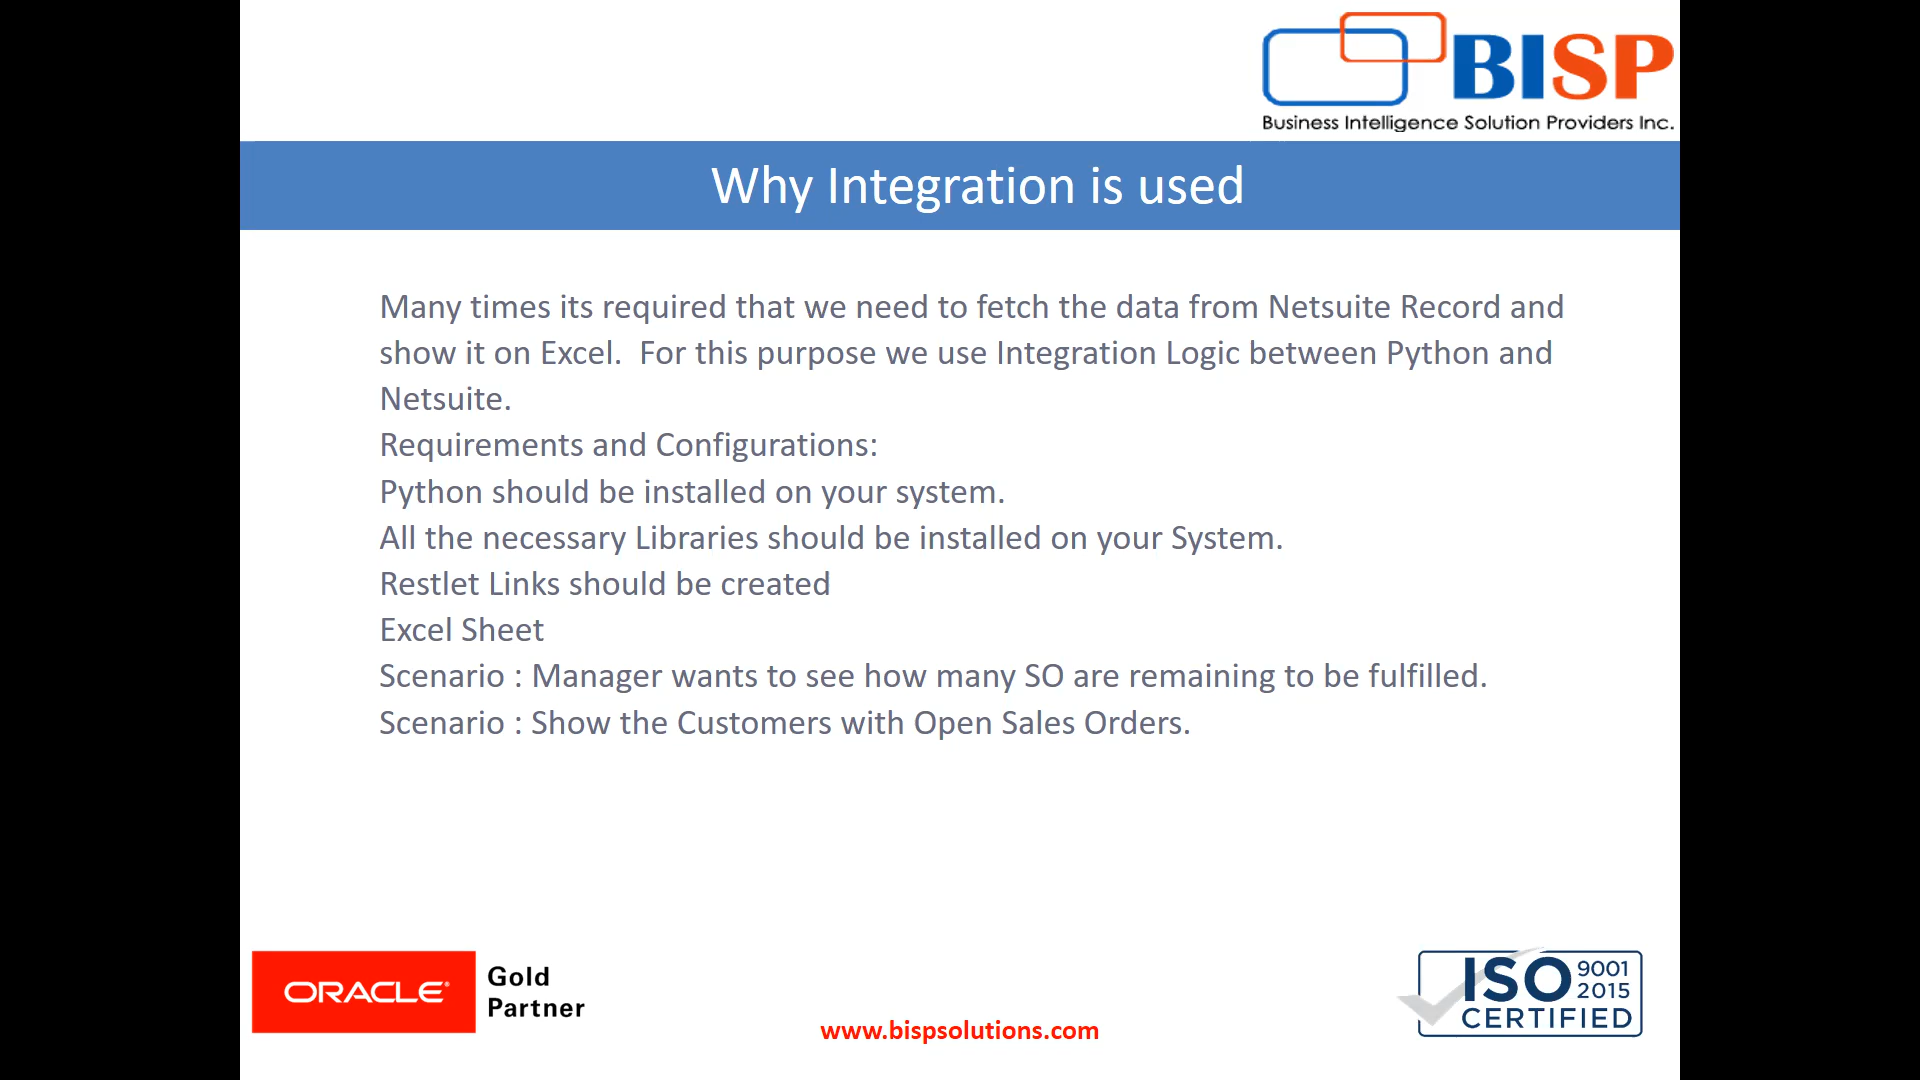 BISP
Business Intelligence Solution Providers Inc.
Why Integration is used
Many times its required that we need to fetch the data from Netsuite Record and
show it on Excel.  For this purpose we use Integration Logic between Python and
Netsuite.
Requirements and Configurations:
Python should be installed on your system.
All the necessary Libraries should be installed on your System.
Restlet Links should be created
Excel Sheet
Scenario : Manager wants to see how many SO are remaining to be fulfilled.
Scenario : Show the Customers with Open Sales Orders.
ORACLE® Gold
Partner
www.bispsolutions.com
ISO 9001
2015
CERTIFIED